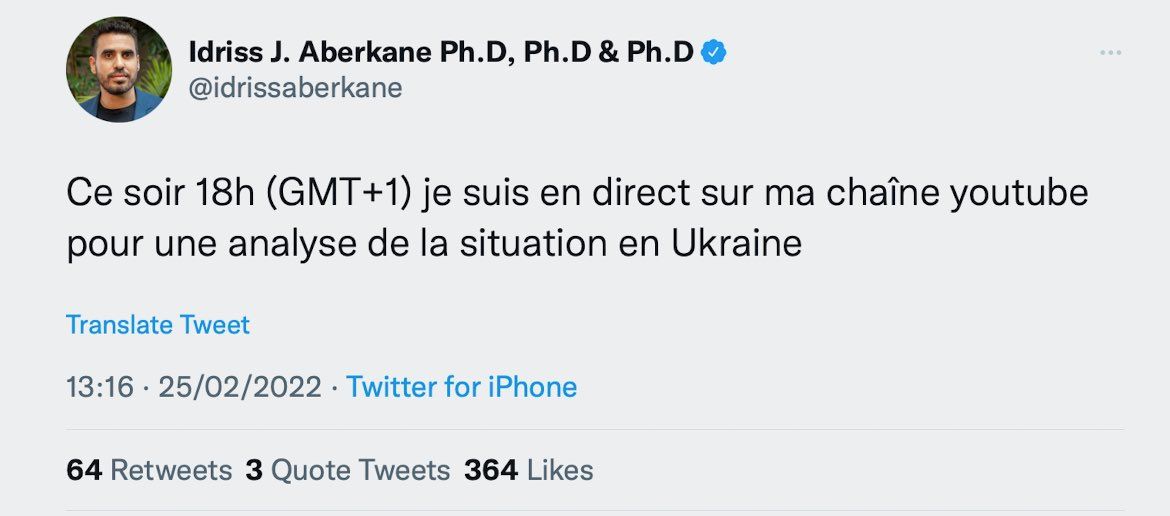 Idriss J. Aberkane Ph.D, Ph.D & Ph.D
@idrissaberkane
Ce soir 18h (GMT+1) je suis en direct sur ma chaîne youtube
pour une analyse de la situation en Ukraine
Translate Tweet
13:16 · 25/02/2022 · Twitter for iPhone
64 Retweets 3 Quote Tweets 364 Likes